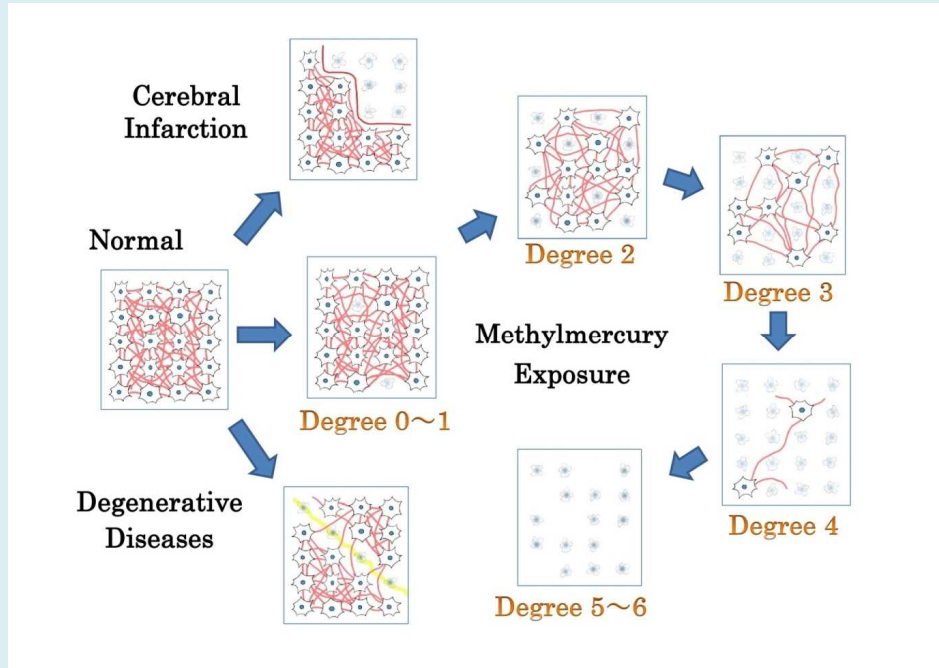 Cerebral
Infarction
Normal
Degree 0~1
Degree 2
Degree 3
Methylmercury
Exposure
Degree 4
Degenerative
Diseases
Degree 5~6